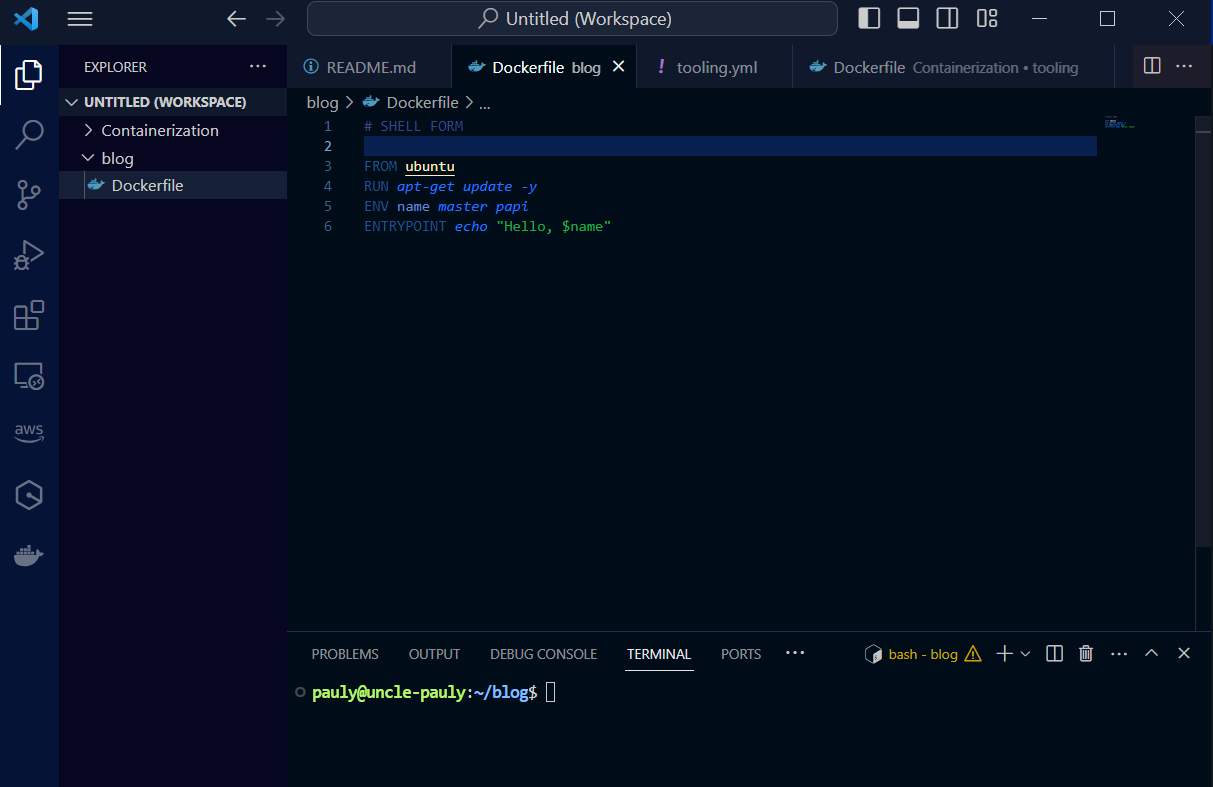 Untitled (Workspace)
EXPLORER
README.md
Dockerfile blog
! tooling.yml
Dockerfile Containerization • tooling
UNTITLED (WORKSPACE)
Containerization
blog
Dockerfile
blog > Dockerfile > ...
1 # SHELL FORM
2
3 FROM ubuntu
4 RUN apt-get update -y
5 ENV name master papi
6 ENTRYPOINT echo "Hello, $name"
aws
PROBLEMS OUTPUT DEBUG CONSOLE TERMINAL PORTS ...
bash - blog
pauly@uncle-pauly:~/blog$